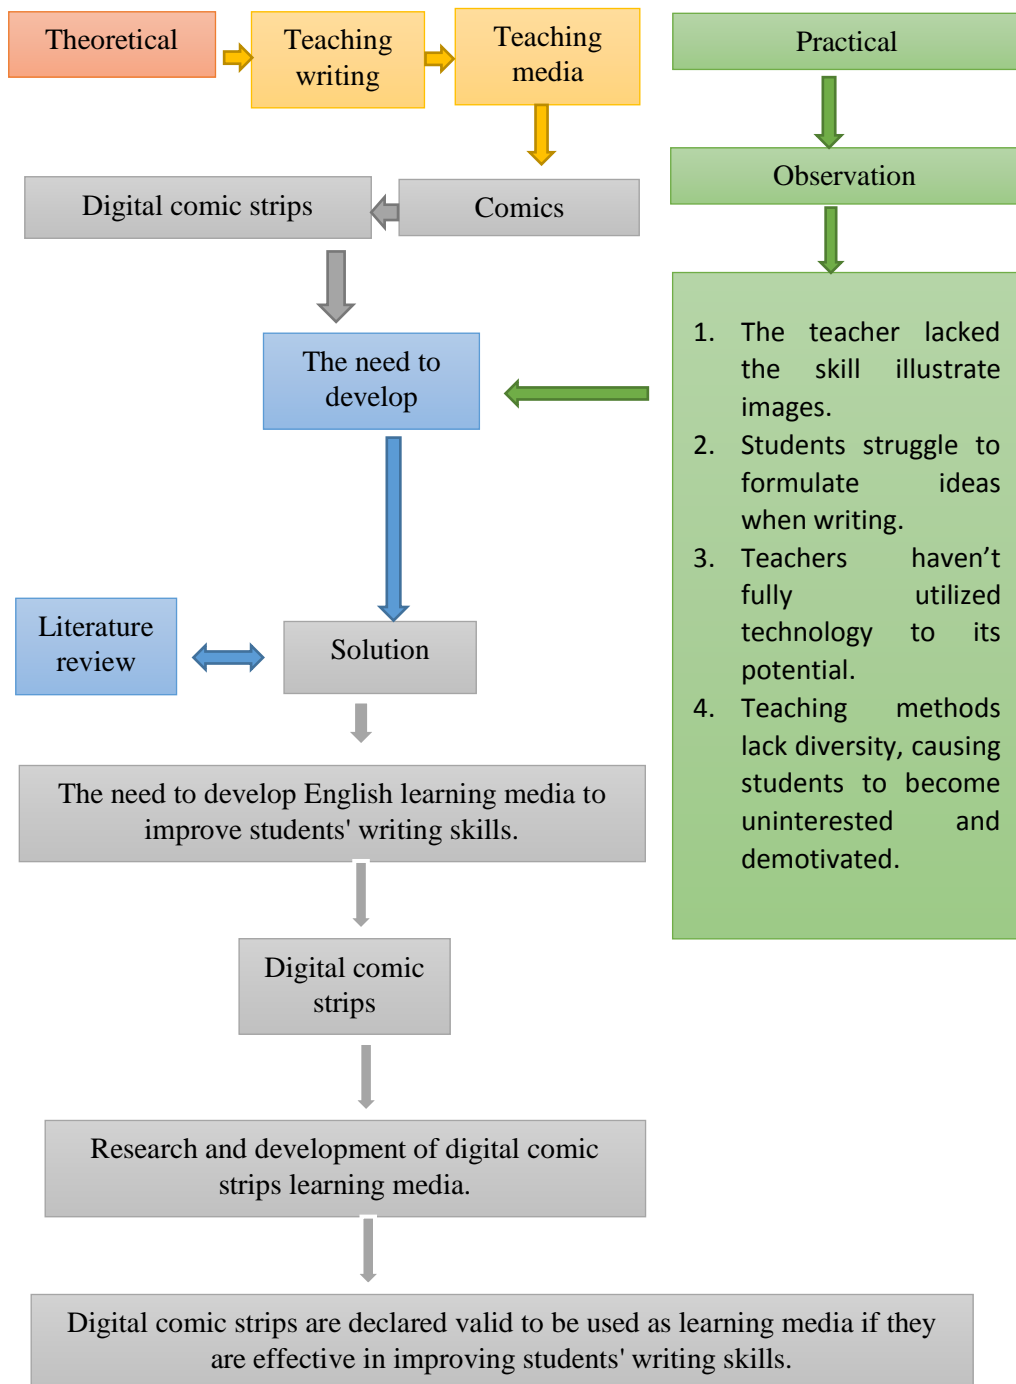 Theoretical
Teaching
writing
Teaching
media
Practical
Observation
Digital comic strips
Comics
The need to
develop
1. The teacher lacked
the skill illustrate
images.
2. Students struggle to
formulate ideas
when writing.
3. Teachers haven’t
fully utilized
technology to its
potential.
4. Teaching methods
lack diversity, causing
students to become
uninterested and
demotivated.
Literature
review
Solution
The need to develop English learning media to
improve students' writing skills.
Digital comic
strips
Research and development of digital comic
strips learning media.
Digital comic strips are declared valid to be used as learning media if they
are effective in improving students' writing skills.